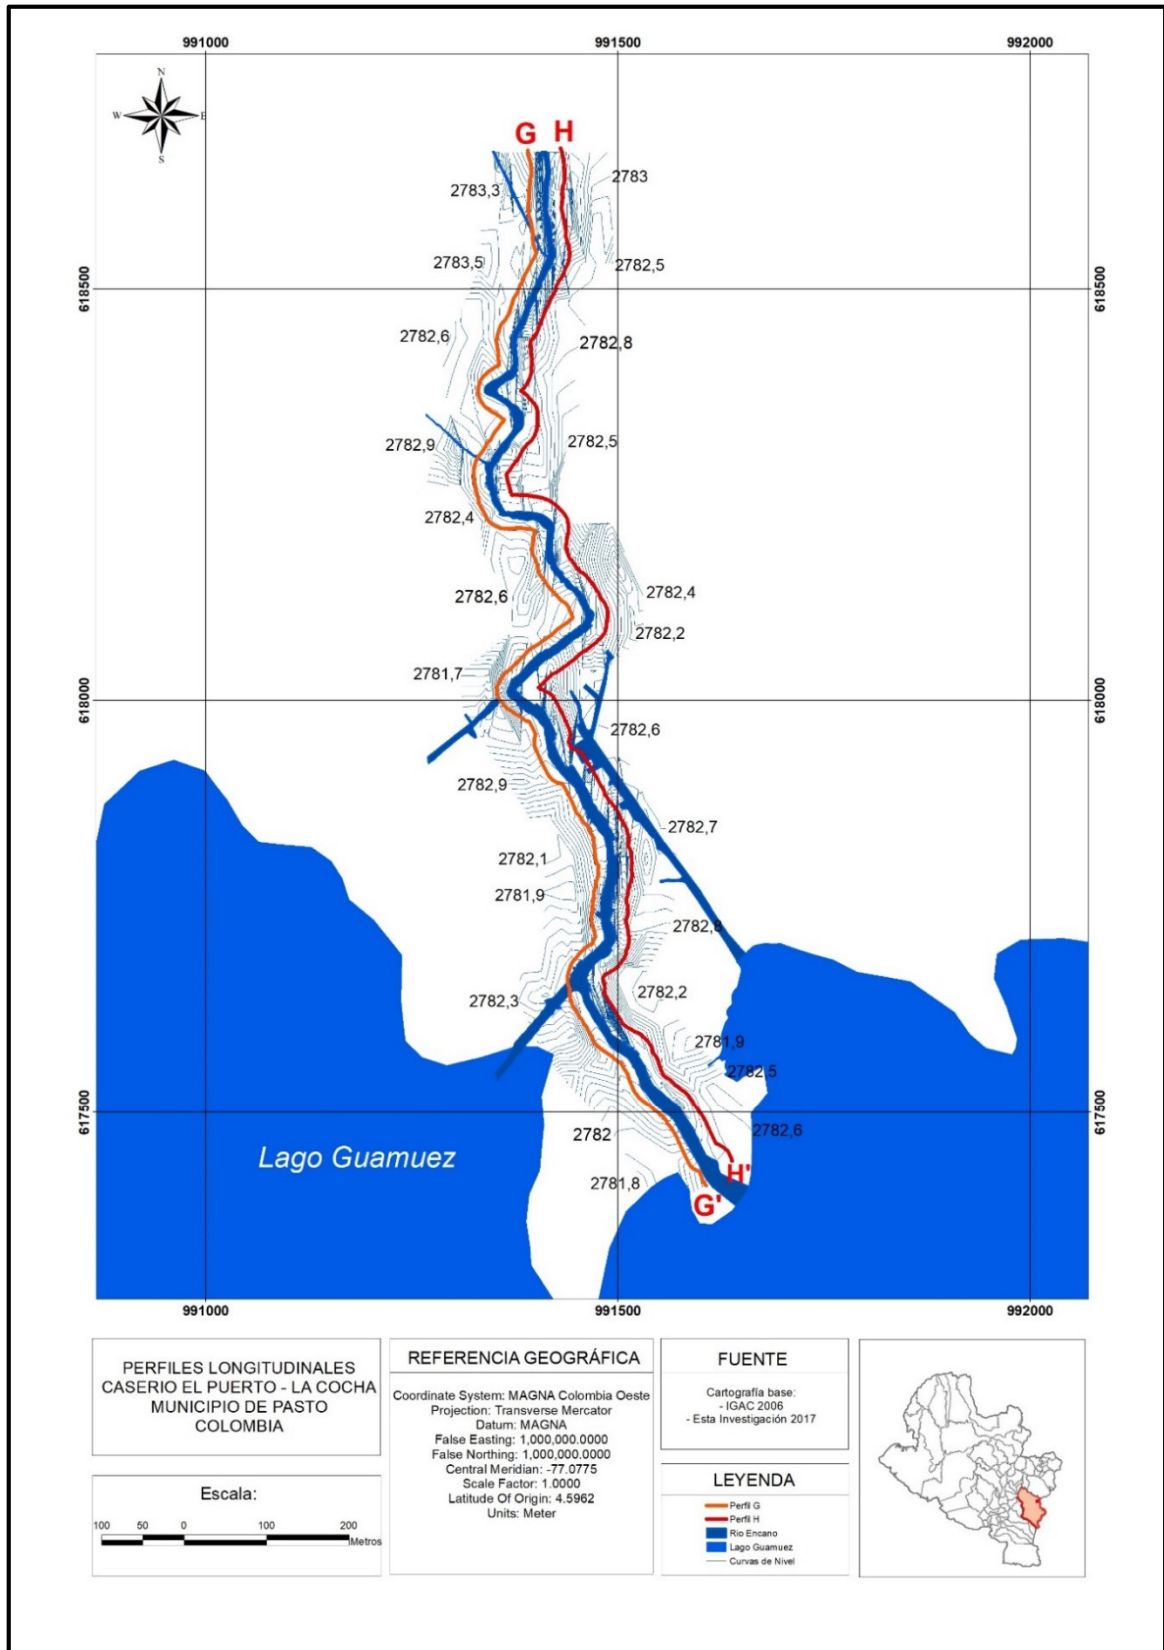 991000
991500
992000
N
W
E
S
G
H
2783,3
2783
2783,5
2782,5
618500
618500
2782,6
2782,8
2782,9
2782,5
2782,4
2782,6
2782,4
2782,2
2781,7
618000
618000
2782,6
2782,9
2782,7
2782,1
2781,9
2782,8
2782,3
2782,2
2781,9
2782,5
617500
617500
2782
2782,6
Lago Guamuez
H'
2781,8
G'
991000
991500
992000
PERFILES LONGITUDINALES
CASERIO EL PUERTO - LA COCHA
MUNICIPIO DE PASTO
COLOMBIA
Escala:
100 50 0 100 200
Metros
REFERENCIA GEOGRÁFICA
Coordinate System: MAGNA Colombia Oeste
Projection: Transverse Mercator
Datum: MAGNA
False Easting: 1,000,000.0000
False Northing: 1,000,000.0000
Central Meridian: -77.0775
Scale Factor: 1.0000
Latitude Of Origin: 4.5962
Units: Meter
FUENTE
Cartografía base:
- IGAC 2006
- Esta Investigación 2017
LEYENDA
Perfil G
Perfil H
Rio Encano
Lago Guamuez
Curvas de Nivel